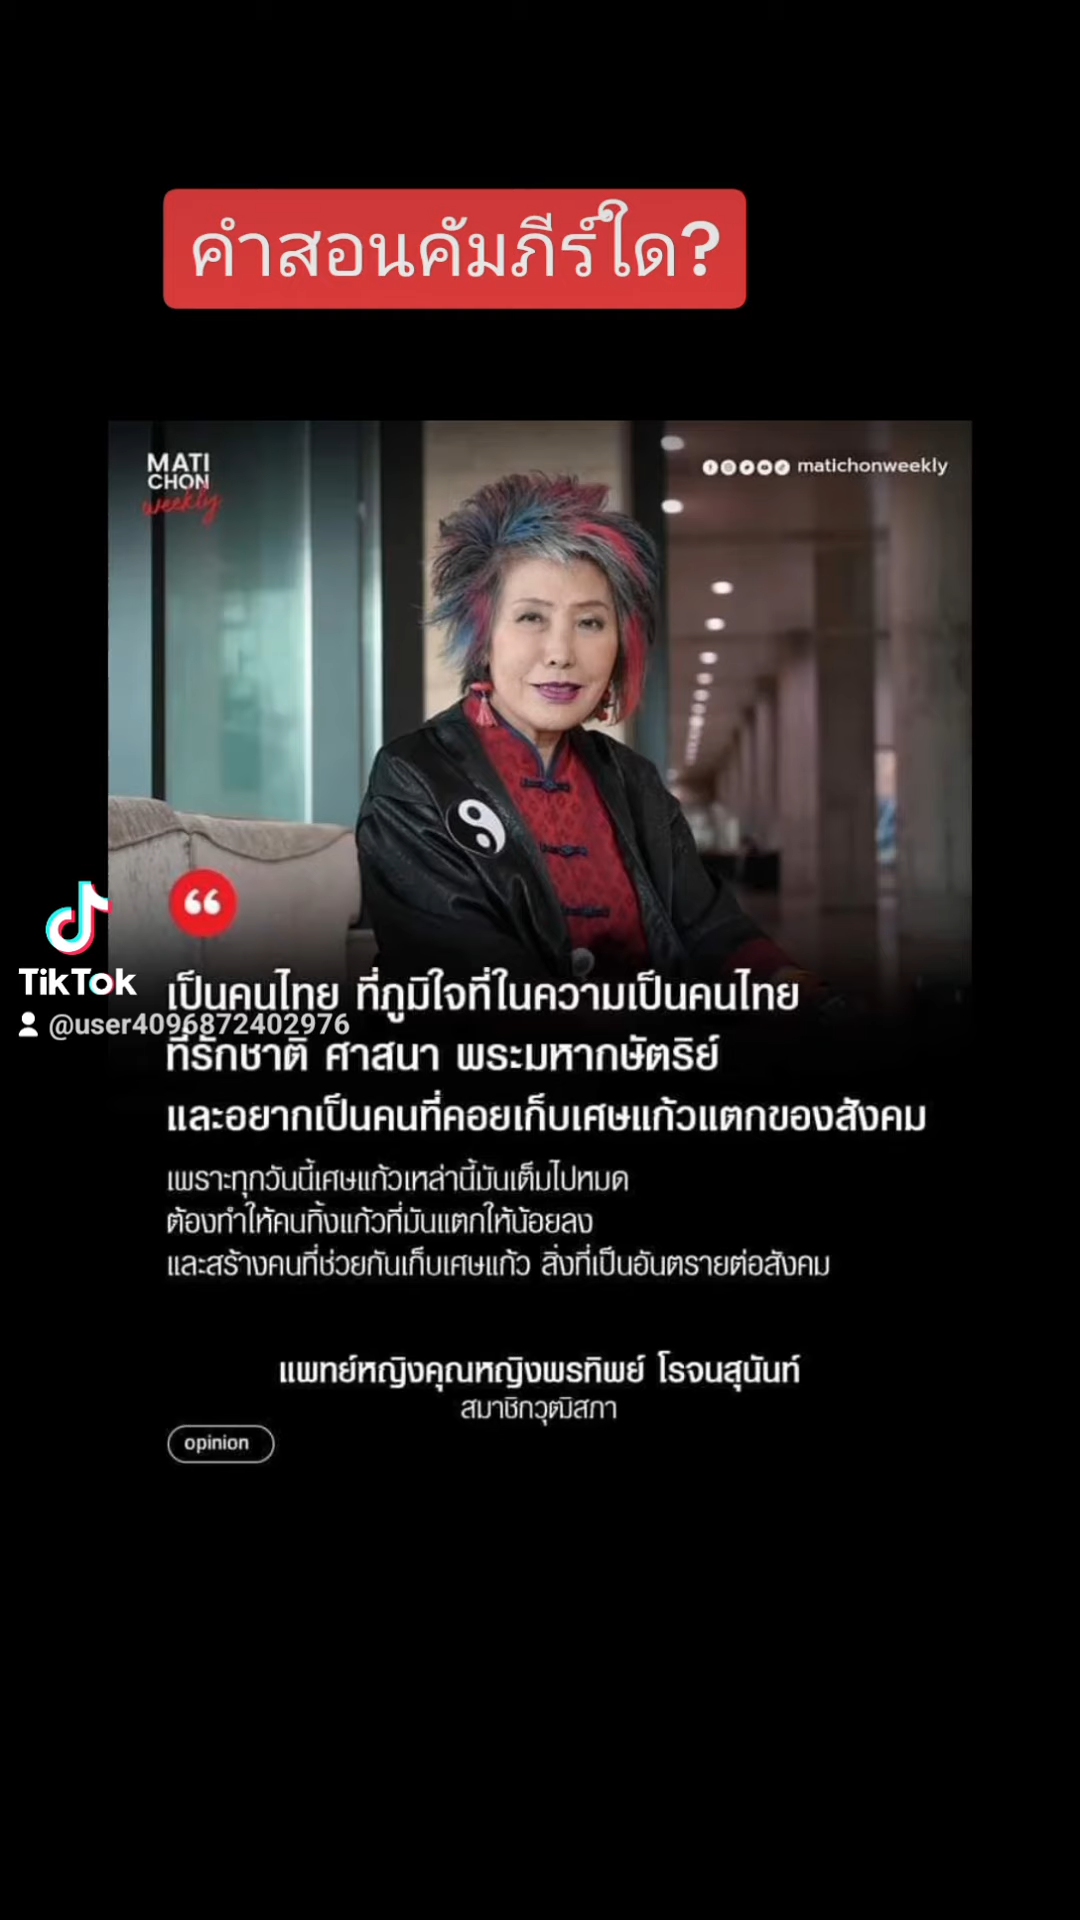 คำสอนคัมภีร์ใด?
MATI
CHON
weekly
matichonweekly
TikTok
@user4096872402976
เป็นคนไทย ที่ภูมิใจที่ในความเป็นคนไทย
ที่รักชาติ ศาสนา พระมหากษัตริย์
และอยากเป็นคนที่คอยเก็บเศษแก้วแตกของสังคม
เพราะทุกวันนี้เศษแก้วเหล่านี้มันเต็มไปหมด
ต้องทำให้คนทิ้งแก้วที่มันแตกให้น้อยลง
และสร้างคนที่ช่วยกันเก็บเศษแก้ว สิ่งที่เป็นอันตรายต่อสังคม
แพทย์หญิงคุณหญิงพรทิพย์ โรจนสุนันท์
สมาชิกวุฒิสภา
opinion